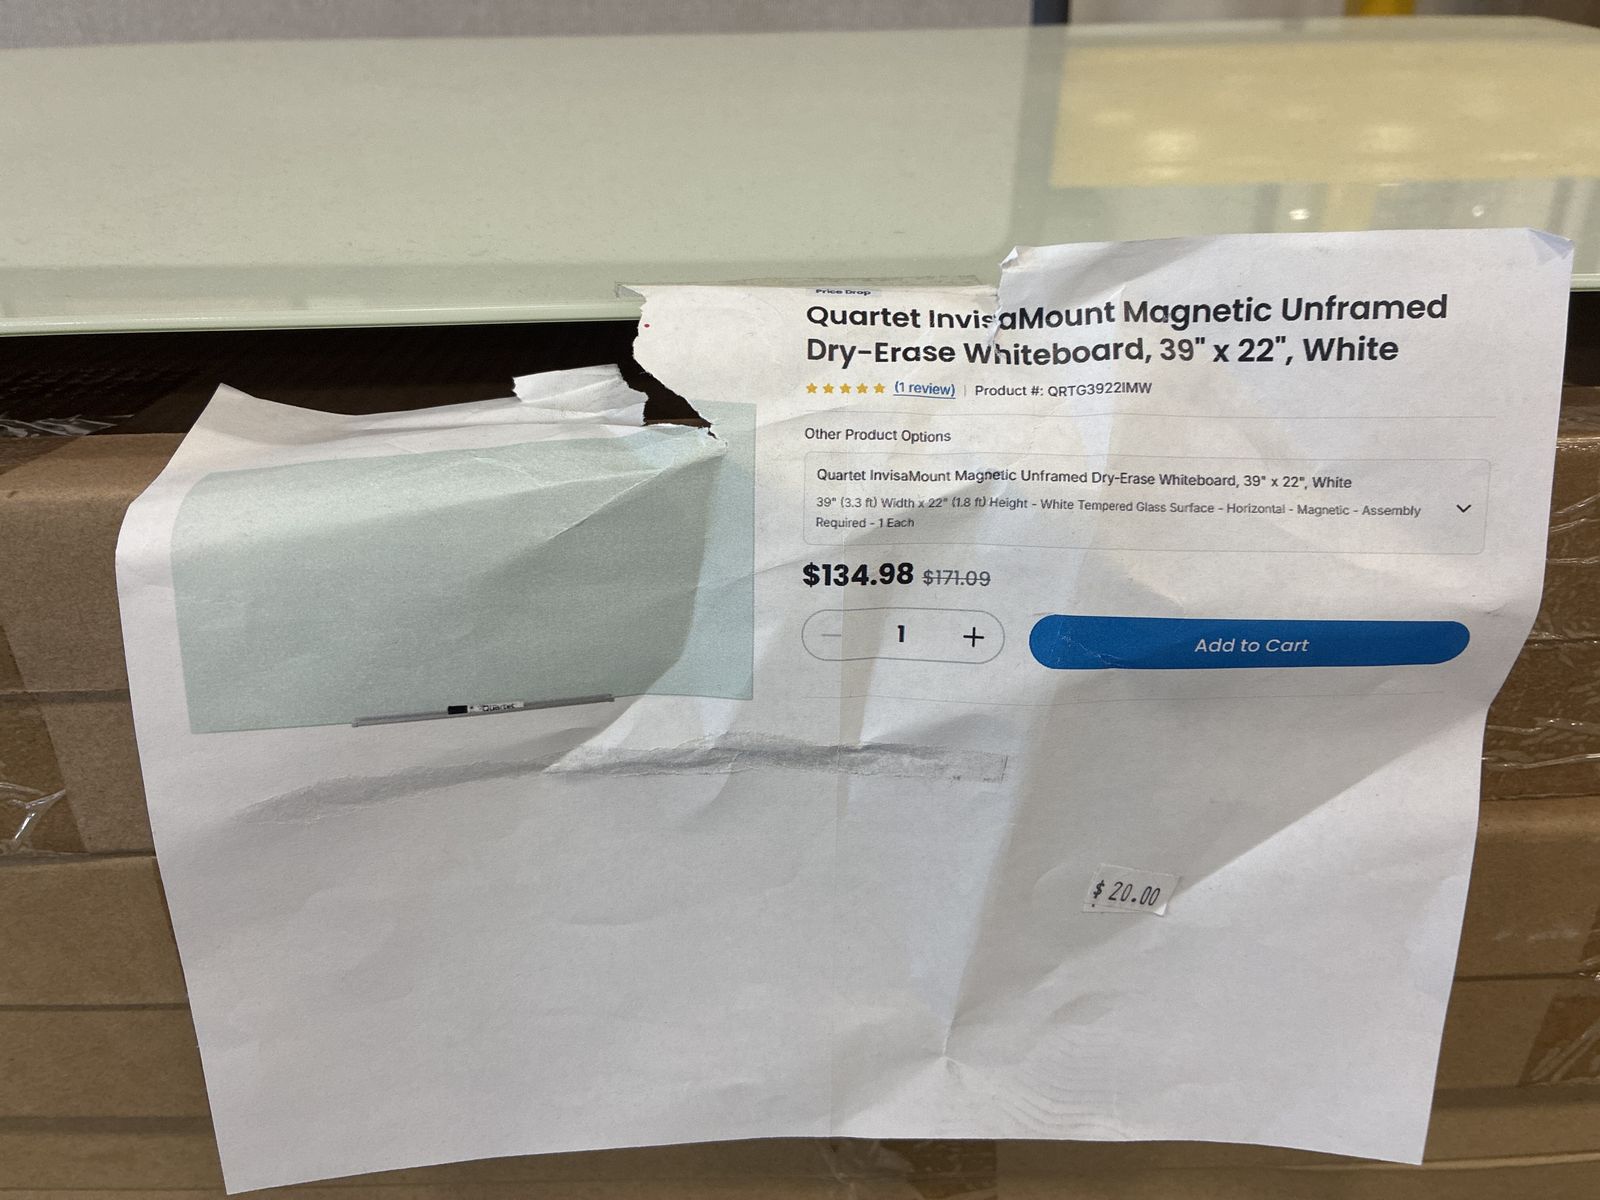 Price Drop
Quartet InvisaMount Magnetic Unframed
Dry-Erase Whiteboard, 39" x 22", White
(1 review) | Product #: QRTG3922IMW
Other Product Options
Quartet InvisaMount Magnetic Unframed Dry-Erase Whiteboard, 39" x 22", White
39" (3.3 ft) Width x 22" (1.8 ft) Height - White Tempered Glass Surface - Horizontal - Magnetic - Assembly
Required - 1 Each
$134.98 $171.09
− 1 +
Add to Cart
Quartet
$ 20.00